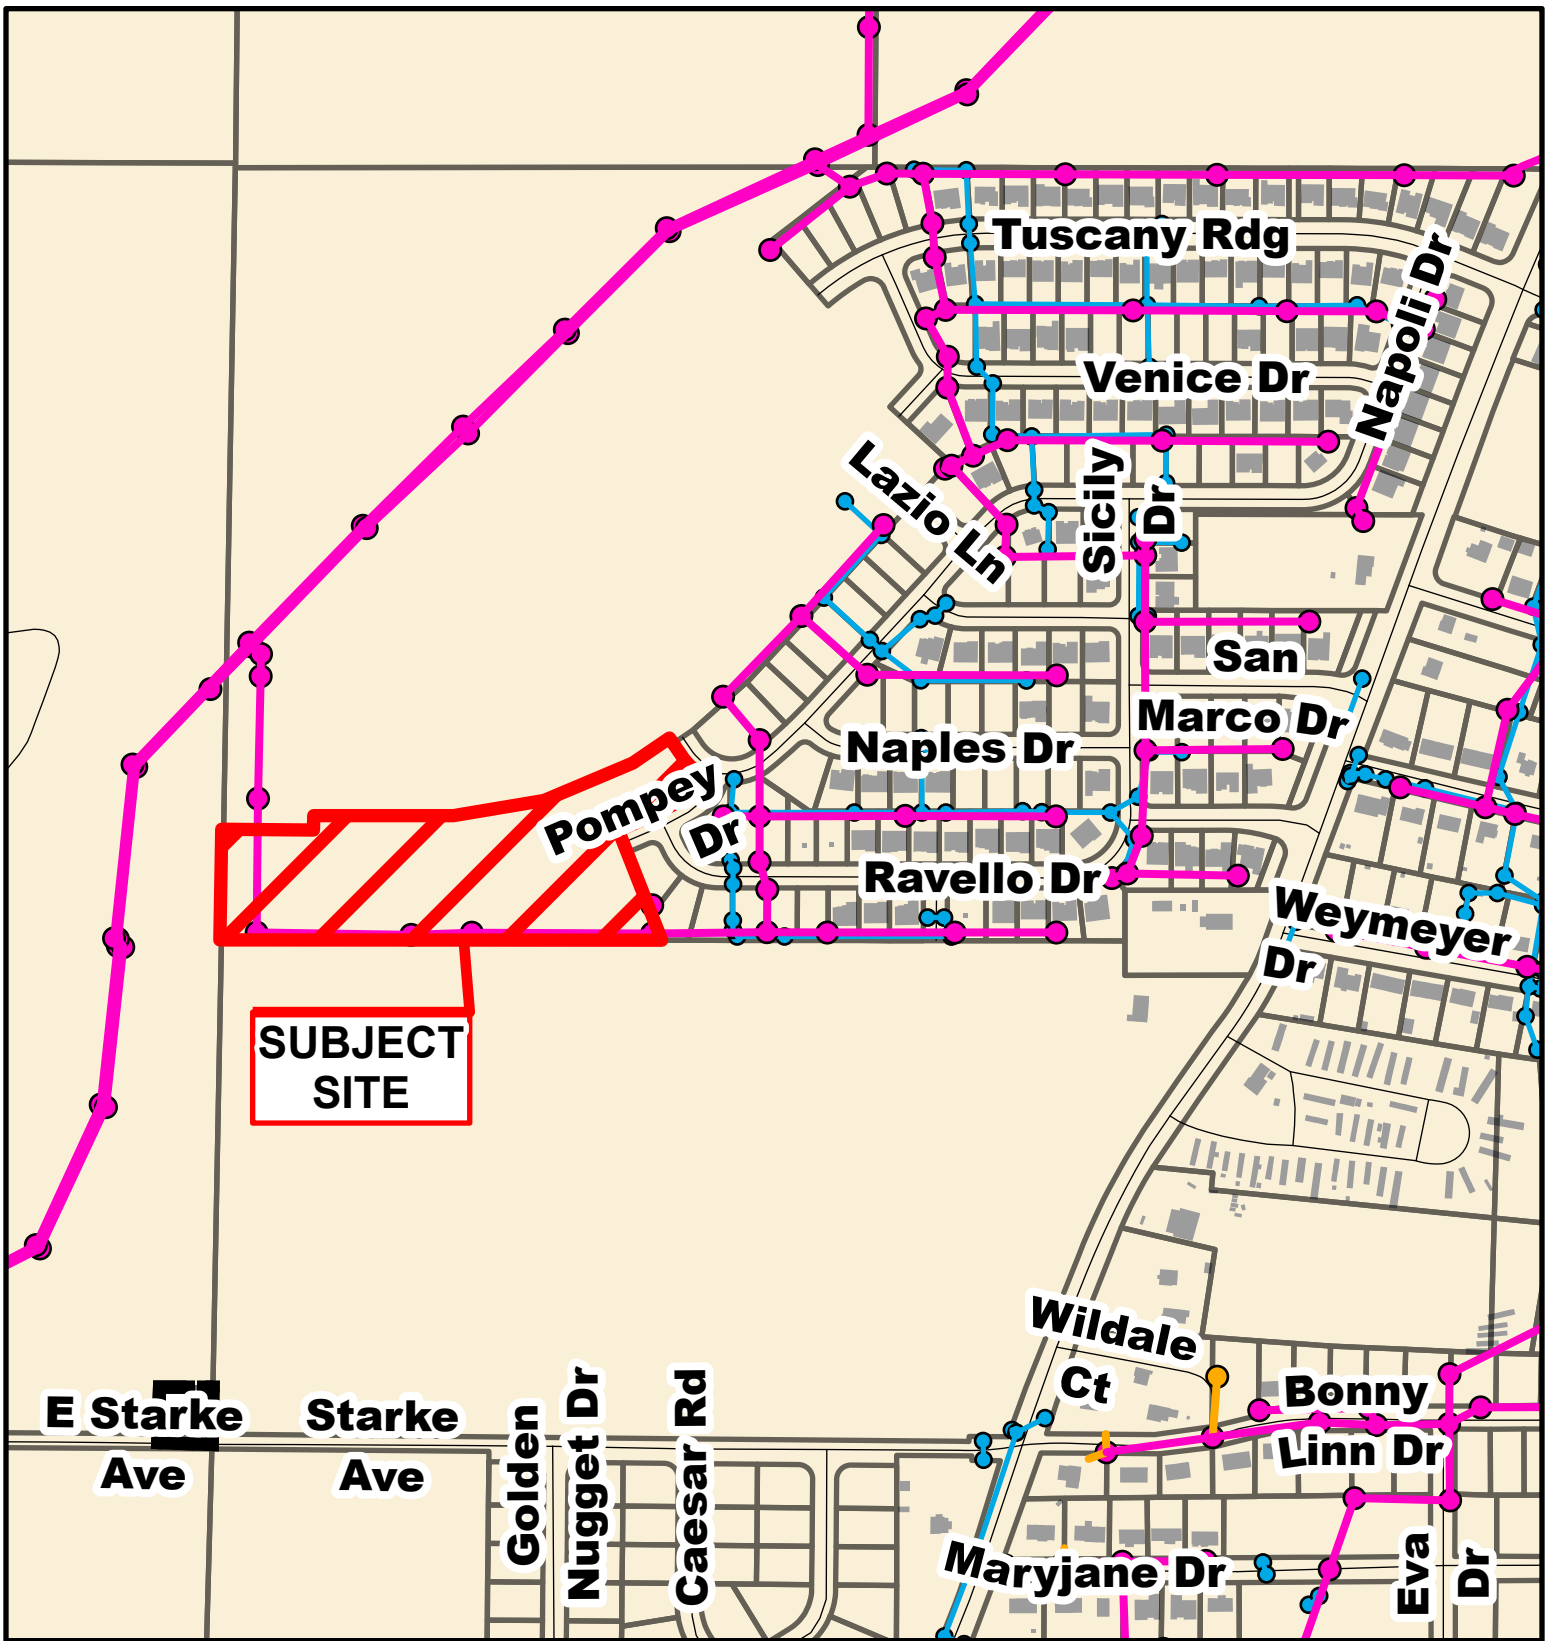 Tuscany Rdg
Napoli Dr
Venice Dr
Lazio Ln
Sicily
Dr
San
Marco Dr
Naples Dr
Pompey
Dr
Ravello Dr
Weymeyer
Dr
SUBJECT
SITE
Wildale
Ct
E Starke
Ave
Starke
Ave
Golden
Nugget Dr
Caesar Rd
Bonny
Linn Dr
Maryjane Dr
Eva
Dr